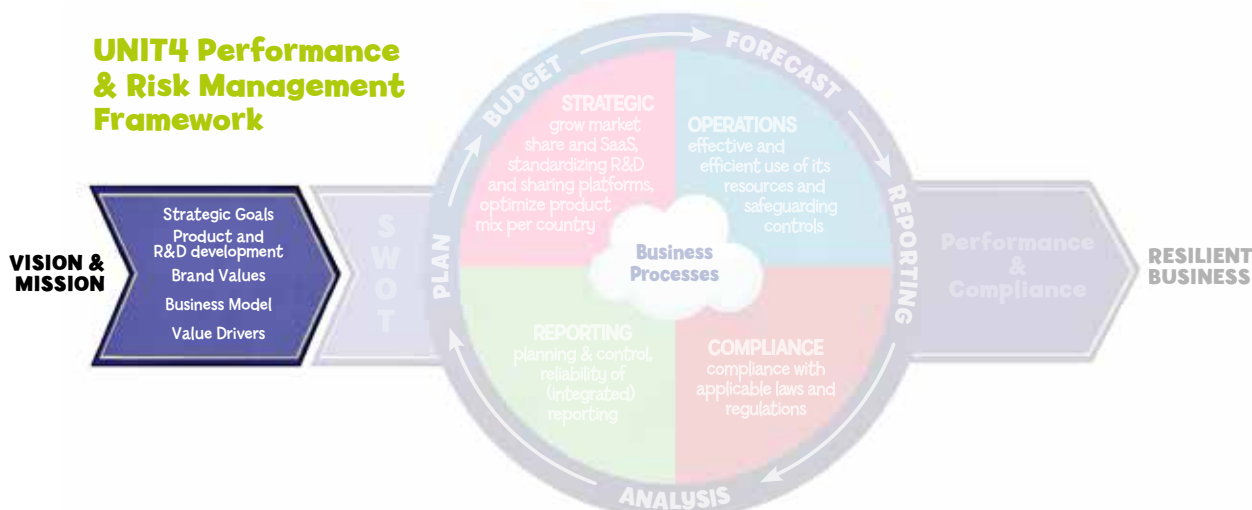 UNIT4 Performance
& Risk Management
Framework
VISION &
MISSION
Strategic Goals
Product and
R&D development
Brand Values
Business Model
Value Drivers
S
W
O
T
PLAN
BUDGET
FORECAST
REPORTING
ANALYSIS
STRATEGIC
grow market
share and SaaS,
standardizing R&D
and sharing platforms,
optimize product
mix per country
OPERATIONS
effective and
efficient use of its
resources and
safeguarding
controls
Business
Processes
REPORTING
planning & control,
reliability of
(integrated)
reporting
COMPLIANCE
compliance with
applicable laws and
regulations
Performance
&
Compliance
RESILIENT
BUSINESS